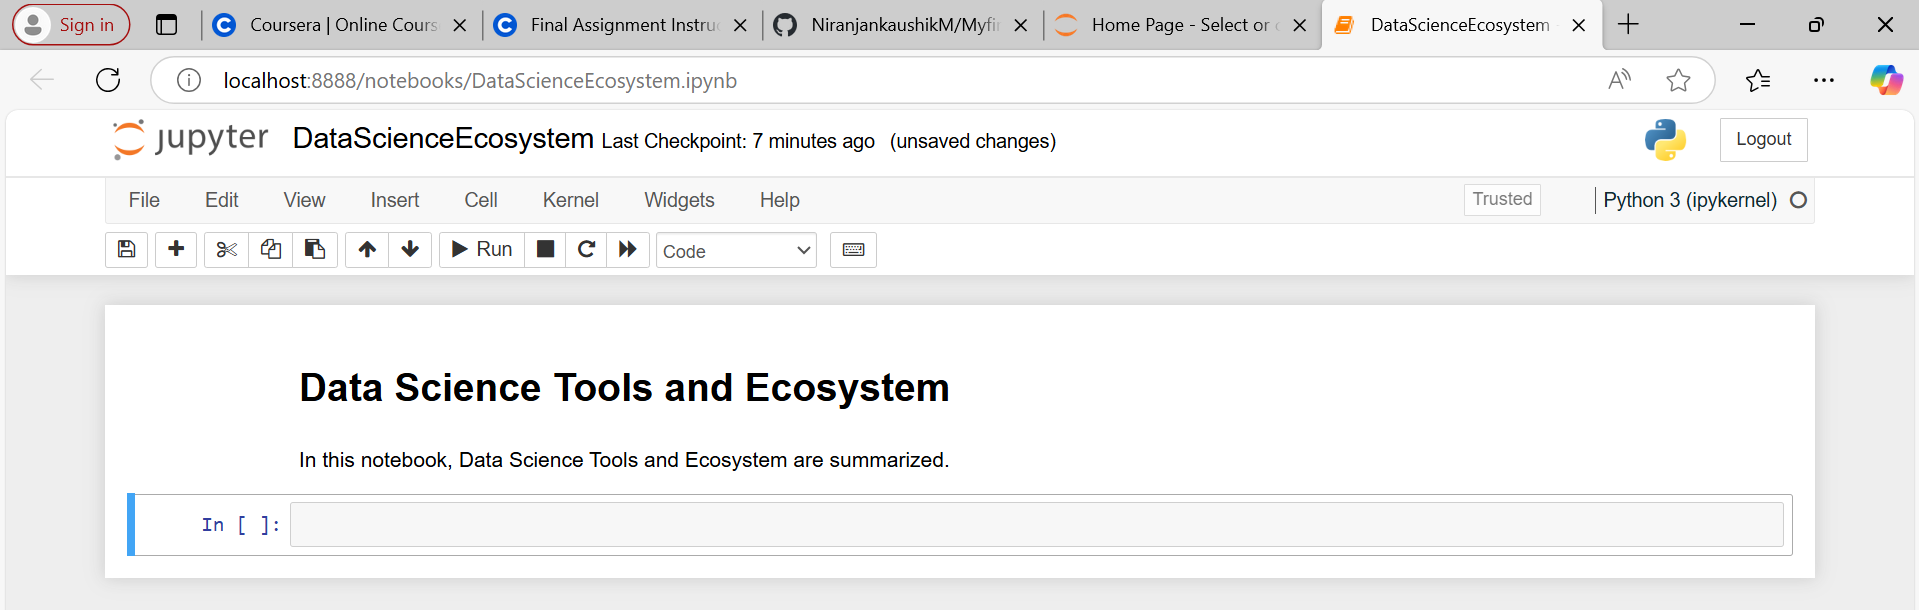 Sign in
Coursera | Online Cours
Final Assignment Instru
NiranjankaushikM/Myfi
Home Page - Select or
DataScienceEcosystem
localhost:8888/notebooks/DataScienceEcosystem.ipynb
jupyter DataScienceEcosystem Last Checkpoint: 7 minutes ago (unsaved changes)
Logout
File Edit View Insert Cell Kernel Widgets Help
Trusted
Python 3 (ipykernel)
Run
Code
Data Science Tools and Ecosystem
In this notebook, Data Science Tools and Ecosystem are summarized.
In [ ]: